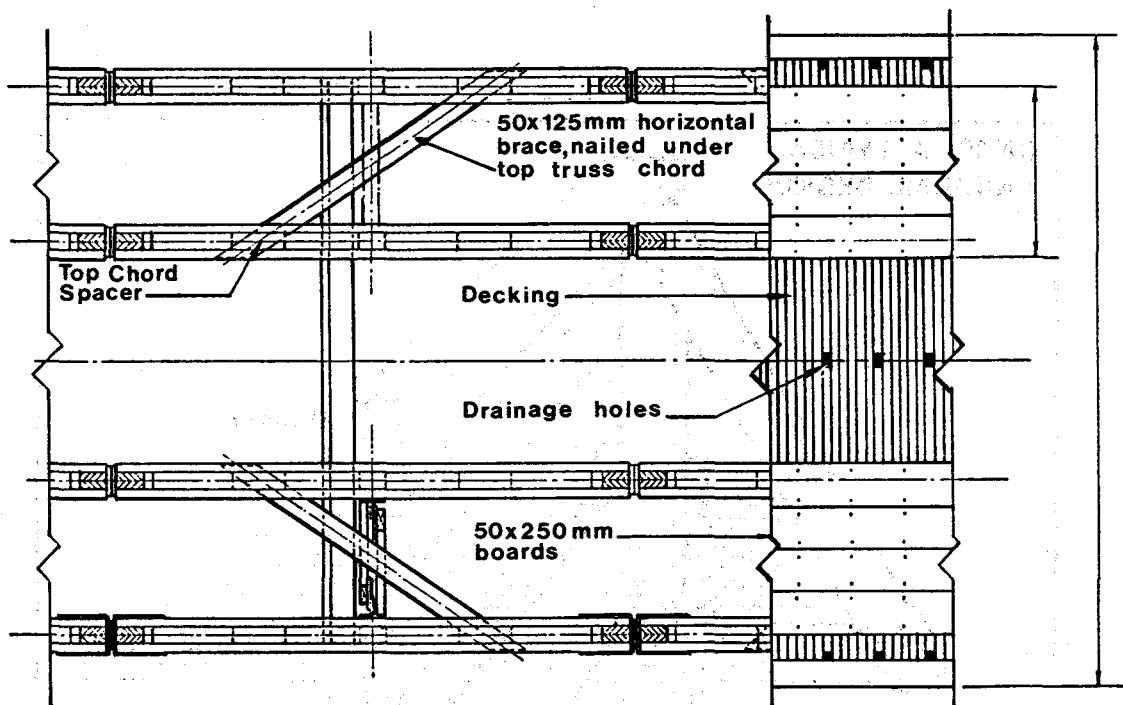 50x125mm horizontal
brace,nailed under
top truss chord
Top Chord
Spacer
Decking
Drainage holes
50x250mm
boards